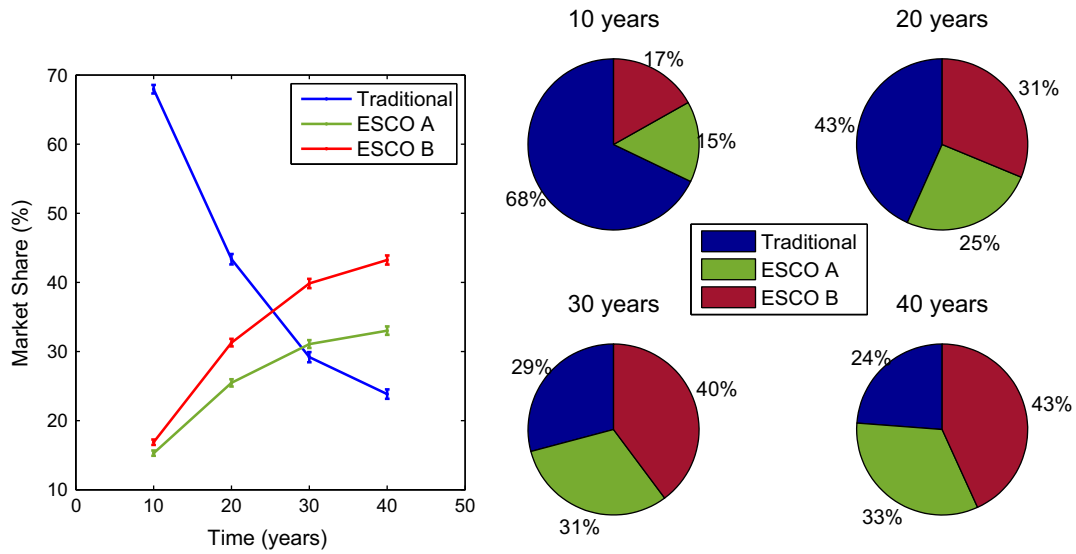 70
60
50
40
30
20
10
0
10
20
30
40
50
Market Share (%)
Time (years)
Traditional
ESCO A
ESCO B
10 years
17%
15%
68%
20 years
31%
43%
25%
Traditional
ESCO A
ESCO B
30 years
29%
40%
31%
40 years
24%
43%
33%